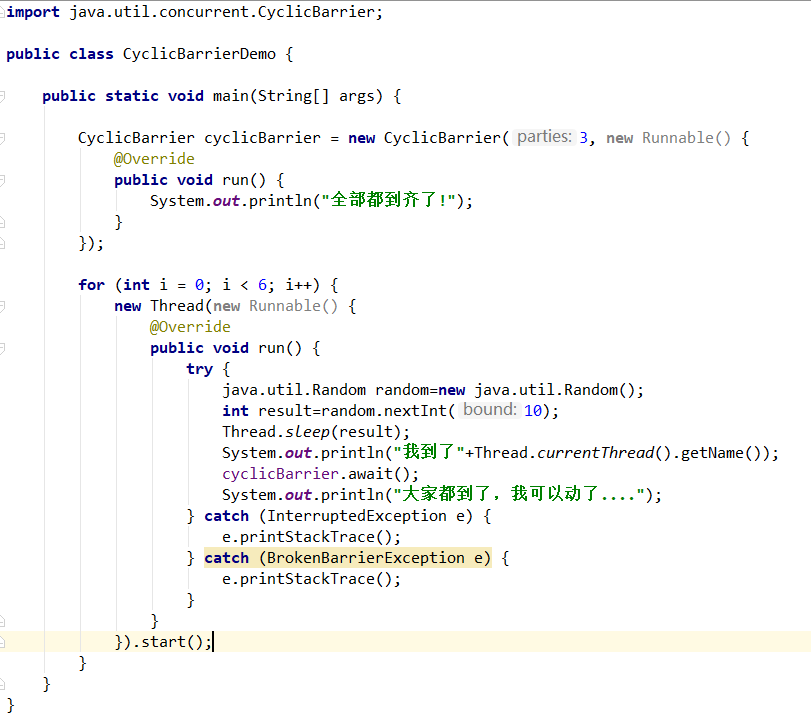 import java.util.concurrent.CyclicBarrier;
public class CyclicBarrierDemo {
public static void main(String[] args) {
CyclicBarrier cyclicBarrier = new CyclicBarrier( parties: 3, new Runnable() {
@Override
public void run() {
System.out.println("全部都到齐了!");
}
});
for (int i = 0; i < 6; i++) {
new Thread(new Runnable() {
@Override
public void run() {
try {
java.util.Random random=new java.util.Random();
int result=random.nextInt( bound: 10);
Thread.sleep(result);
System.out.println("我到了"+Thread.currentThread().getName());
cyclicBarrier.await();
System.out.println("大家都到了，我可以动了....");
} catch (InterruptedException e) {
e.printStackTrace();
} catch (BrokenBarrierException e) {
e.printStackTrace();
}
}
}).start();
}
}
}